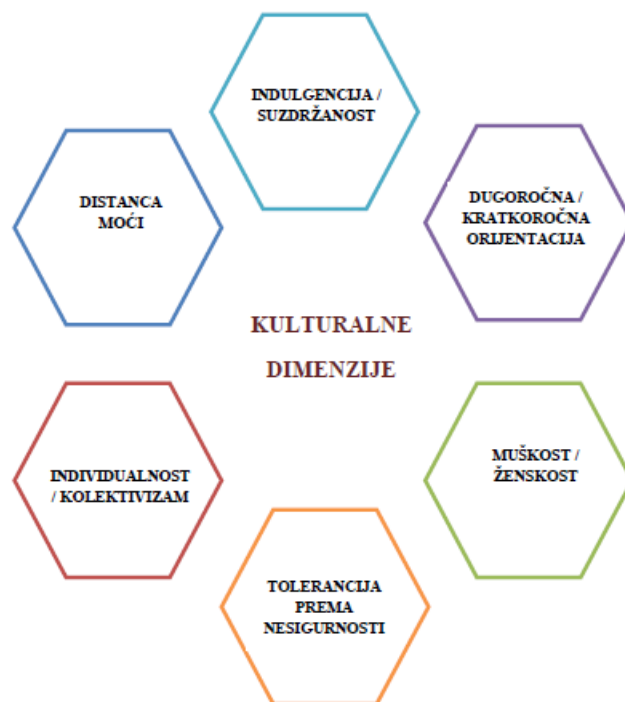 INDULGENCIJA /
SUZDRŽANOST
DISTANCA
MOĆI
DUGOROČNA /
KRATKOROČNA
ORIJENTACIJA
KULTURALNE
DIMENZIJE
INDIVIDUALNOST
/ KOLEKTIVIZAM
MUŠKOST /
ŽENSKOST
TOLERANCIJA
PREMA
NESIGURNOSTI